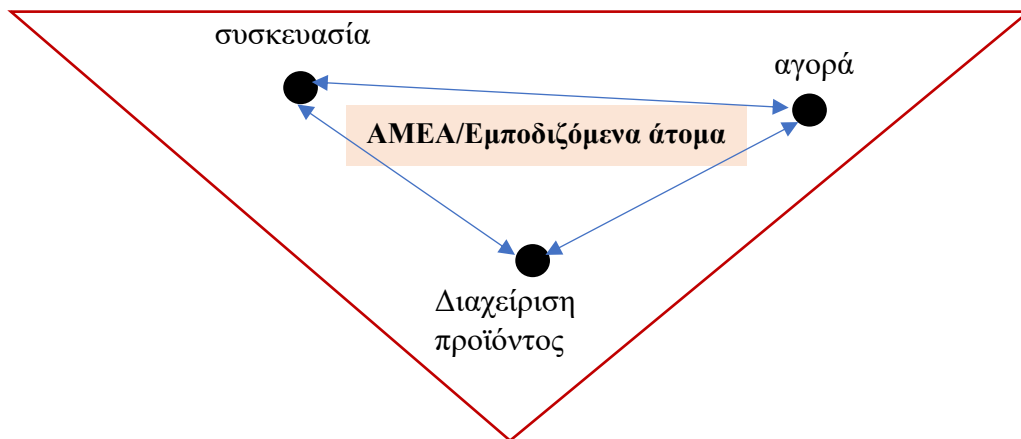 συσκευασία
αγορά
ΑΜΕΑ/Εμποδιζόμενα άτομα
Διαχείριση
προϊόντος